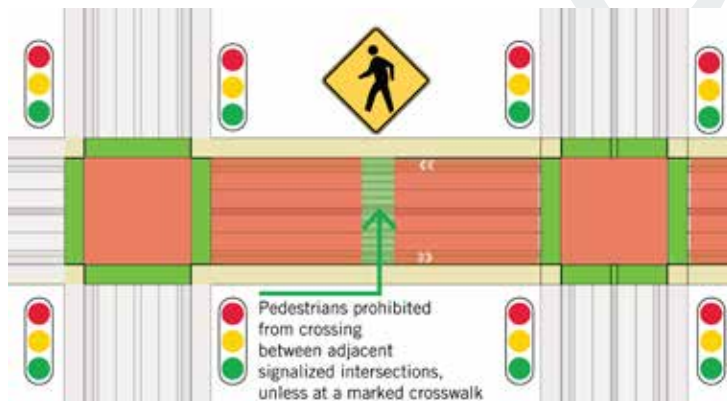 Pedestrians prohibited
from crossing
between adjacent
signalized intersections,
unless at a marked crosswalk